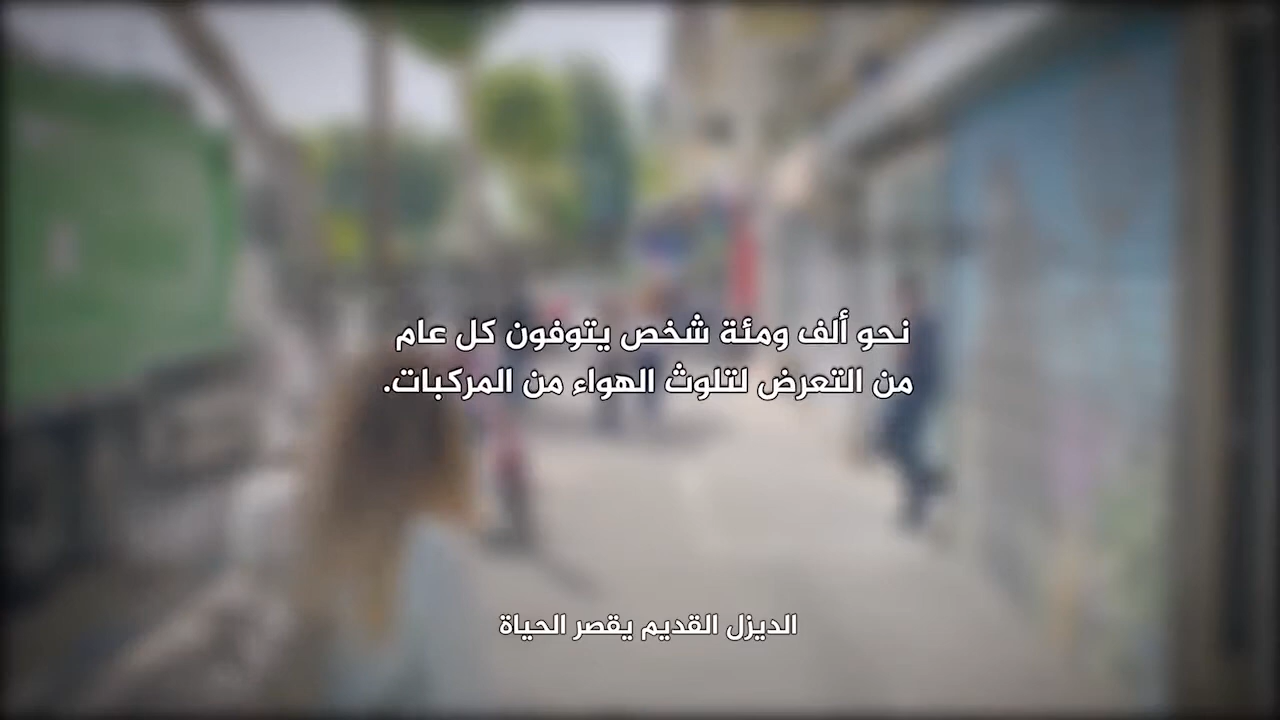 نحو ألف ومئة شخص يتوفون كل عام
من التعرض لتلوث الهواء من المركبات.
الديزل القديم يقصر الحياة